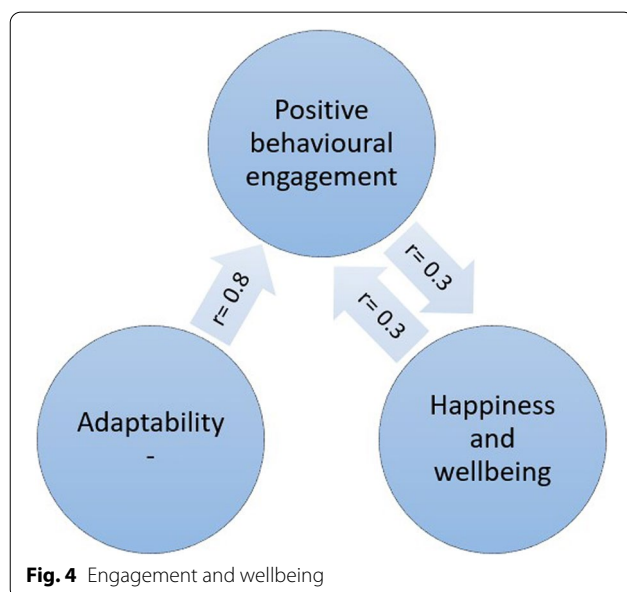 Positive
behavioural
engagement
r= 0.8
r= 0.3
r= 0.3
Adaptability
-
Happiness
and
wellbeing
Fig. 4 Engagement and wellbeing